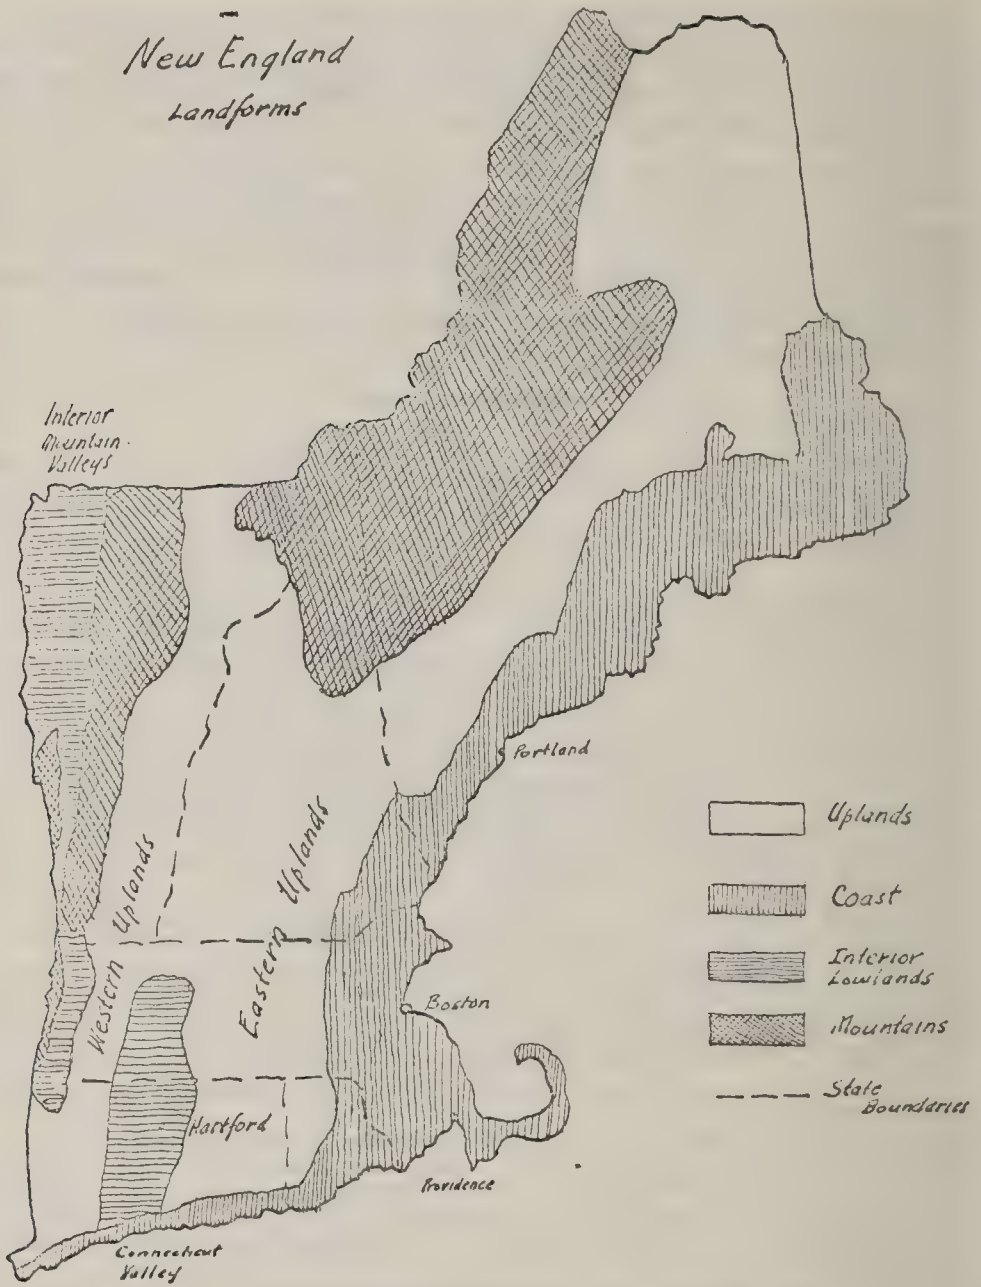 New England
Landforms
Interior
Mountain
Valleys
Portland
Western Uplands
Eastern Uplands
Boston
Hartford
Providence
Connecticut
Valley
Uplands
Coast
Interior
Lowlands
Mountains
State
Boundaries